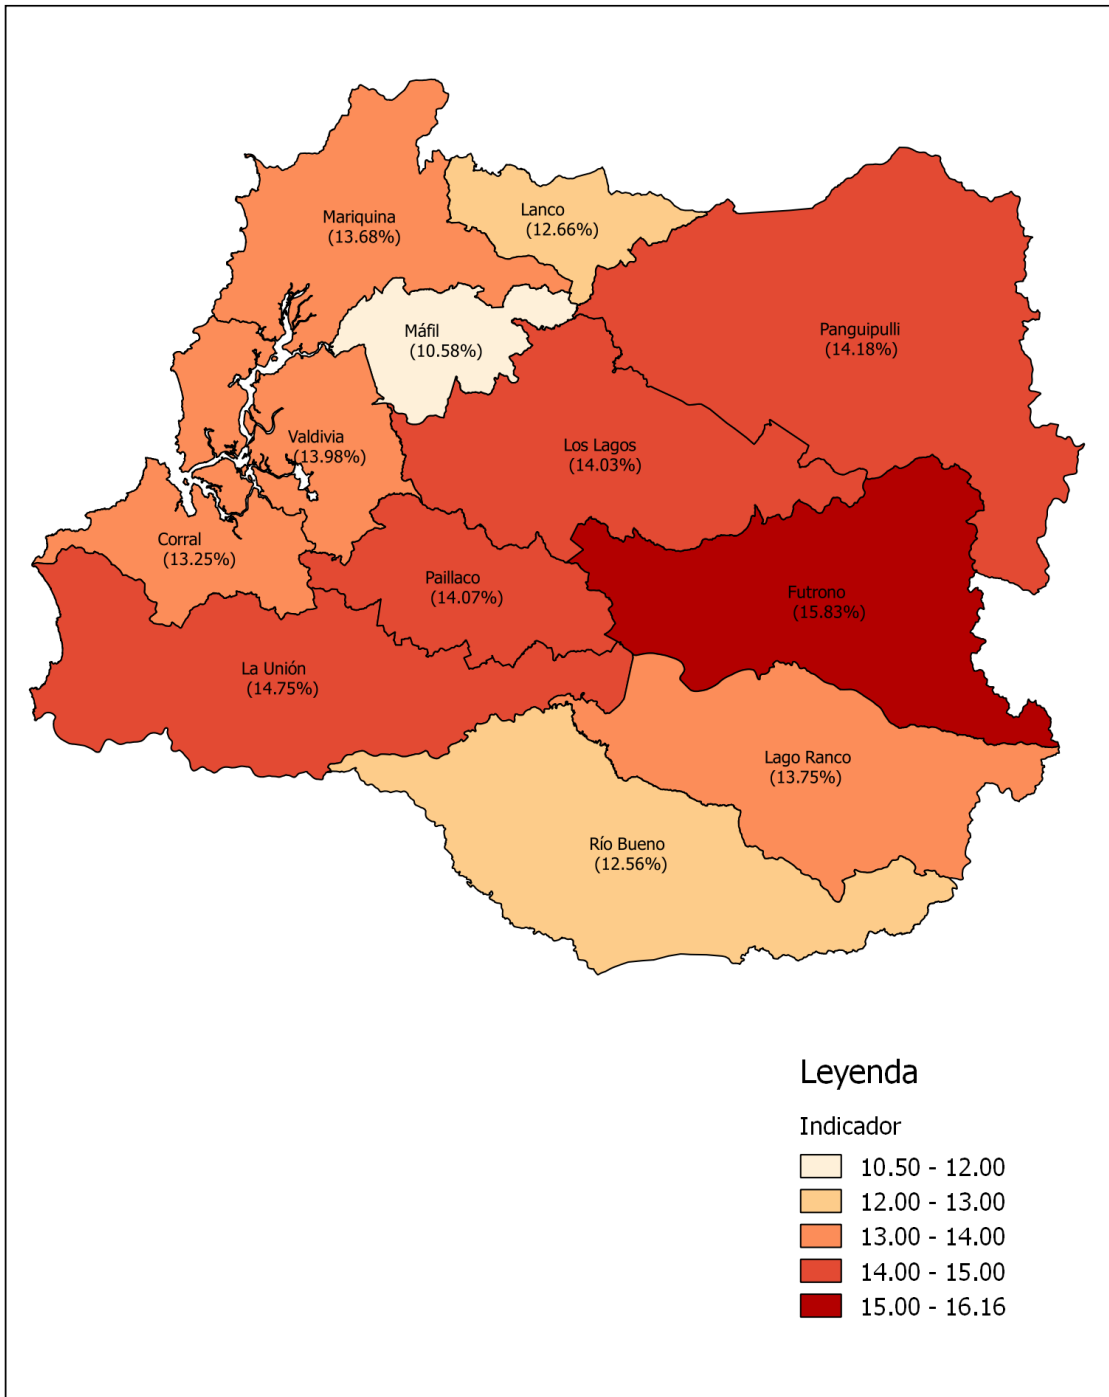 Mariquina
(13.68%)
Lanco
(12.66%)
Máfil
(10.58%)
Panguipulli
(14.18%)
Valdivia
(13.98%)
Los Lagos
(14.03%)
Corral
(13.25%)
Paillaco
(14.07%)
Futrono
(15.83%)
La Unión
(14.75%)
Lago Ranco
(13.75%)
Río Bueno
(12.56%)
Leyenda
Indicador
10.50 - 12.00
12.00 - 13.00
13.00 - 14.00
14.00 - 15.00
15.00 - 16.16